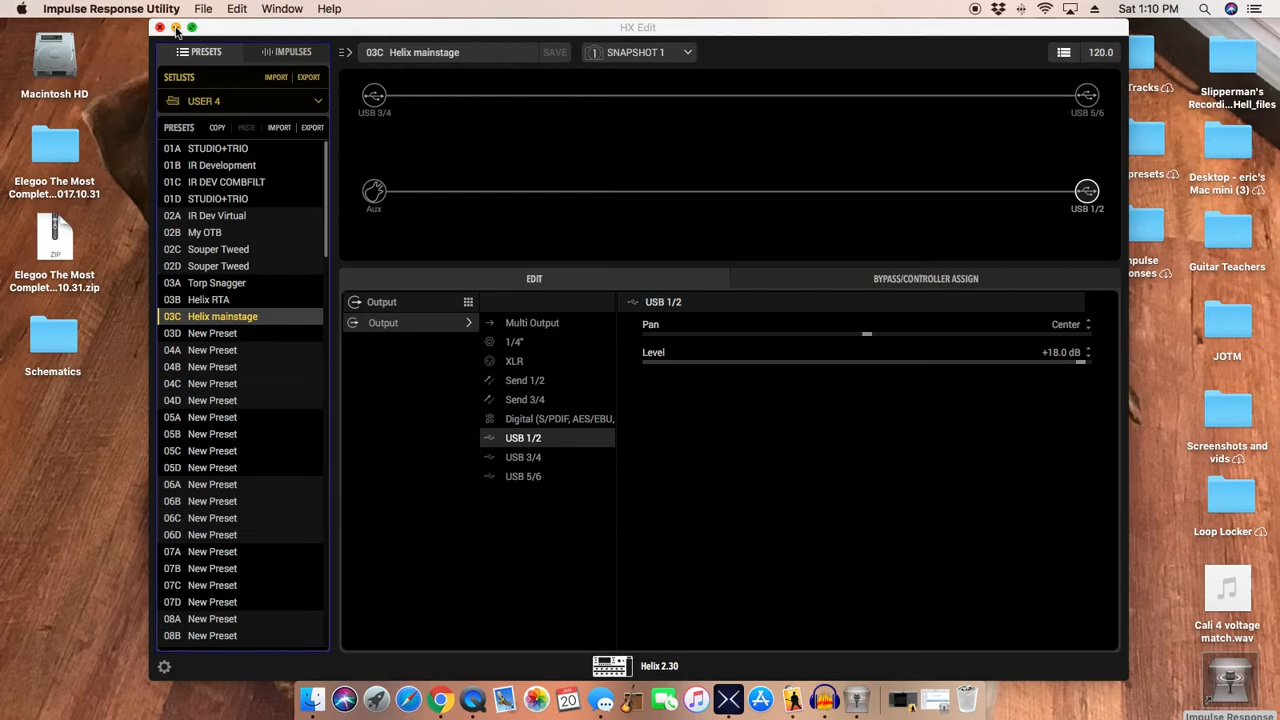 Impulse Response Utility File Edit Window Help Sat 1:10 PM
HX Edit
PRESETS IMPULSES 03C Helix mainstage SAVE 1 SNAPSHOT 1 120.0
SETLISTS IMPORT EXPORT
USER 4
PRESETS COPY PASTE IMPORT EXPORT
01A STUDIO+TRIO
01B IR Development
01C IR DEV COMBFILT
01D STUDIO+TRIO
02A IR Dev Virtual
02B My OTB
02C Souper Tweed
02D Souper Tweed
03A Torp Snagger
03B Helix RTA
03C Helix mainstage
03D New Preset
04A New Preset
04B New Preset
04C New Preset
04D New Preset
05A New Preset
05B New Preset
05C New Preset
05D New Preset
06A New Preset
06B New Preset
06C New Preset
06D New Preset
07A New Preset
07B New Preset
07C New Preset
07D New Preset
08A New Preset
08B New Preset
USB 3/4 USB 5/6
Aux USB 1/2
EDIT BYPASS/CONTROLLER ASSIGN
Output
Output
Multi Output
1/4"
XLR
Send 1/2
Send 3/4
Digital (S/PDIF, AES/EBU,
USB 1/2
USB 3/4
USB 5/6
USB 1/2
Pan Center
Level +18.0 dB
Helix 2.30
Macintosh HD
Elegoo The Most
Complet...017.10.31
ZIP
Elegoo The Most
Complet...10.31.zip
Schematics
Tracks
presets
Slipperman's
Recordi...Hell_files
Desktop - eric's
Mac mini (3)
Guitar Teachers
JOTM
Screenshots
and vids
Loop Locker
Cali 4 voltage
match.wav
Impulse Response
JAN
20